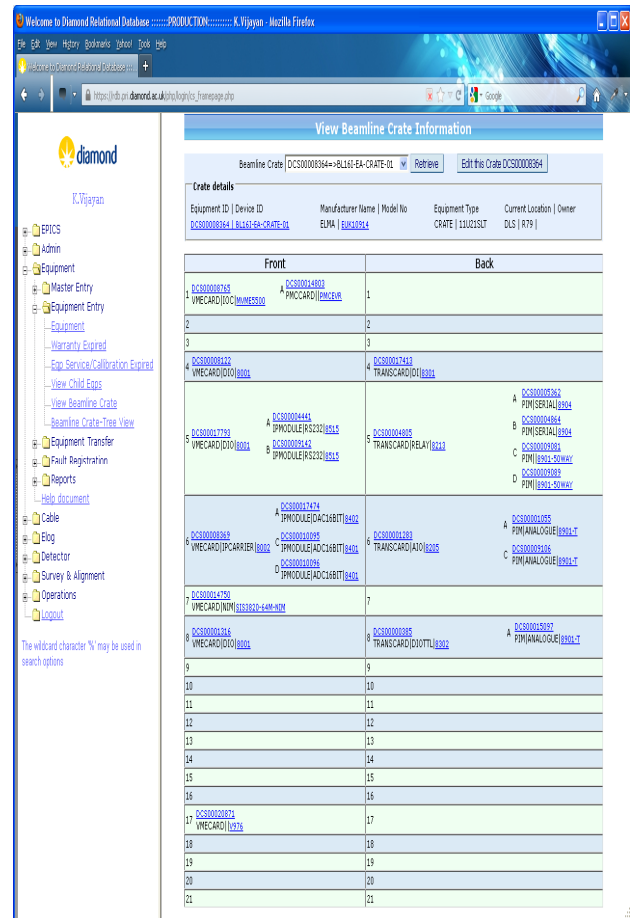 Welcome to Diamond Relational Database :::::::PRODUCTION:::::::::: K.Vijayan - Mozilla Firefox
File Edit View History Bookmarks Yahoo! Tools Help
Welcome to Diamond Relational Database ::: +
https://rdb.pri.diamond.ac.uk/php/login/cs_framepage.php
Google
diamond
K.Vijayan
EPICS
Admin
Equipment
Master Entry
Equipment Entry
Equipment
Warranty Expired
Eqp Service/Callibration Expired
View Child Eqps
View Beamline Crate
Beamline Crate-Tree View
Equipment Transfer
Fault Registration
Reports
Help document
Cable
Elog
Detector
Survey & Alignment
Operations
Logout
The wildcard character '%' may be used in
search options
View Beamline Crate Information
Beamline Crate DCS00008364=>BL16I-EA-CRATE-01 Retrieve Edit this Crate DCS00008364
Crate details
Eqiupment ID | Device ID Manufacturer Name | Model No Equipment Type Current Location | Owner
DCS00008364 | BL16I-EA-CRATE-01 ELMA | EUK10914 CRATE | 11U21SLT DLS | R79 |
Front Back
1 DCS00008765 VMECARD|IOC|MVME5500 A DCS00014803 PMCCARD||PMCEVR 1
2 2
3 3
4 DCS00008122 VMECARD|DIO|8001 4 DCS00017413 TRANSCARD|DI|8301
5 DCS00017793 VMECARD|DIO|8001 A DCS00004441 IPMODULE|RS232|8515
B DCS00009142 IPMODULE|RS232|8515
5 DCS00004805 TRANSCARD|RELAY|8213 A DCS00005362 PIM|SERIAL|8904
B DCS00004864 PIM|SERIAL|8904
C DCS00009081 PIM||8901-50WAY
D DCS00009089 PIM||8901-50WAY
6 DCS00008369 VMECARD|IPCARRIER|8002 A DCS00017474 IPMODULE|DAC16BIT|8402
C DCS00010095 IPMODULE|ADC16BIT|8401
D DCS00010096 IPMODULE|ADC16BIT|8401
6 DCS00001283 TRANSCARD|AIO|8205 A DCS00001055 PIM|ANALOGUE|8901-T
C DCS00009106 PIM|ANALOGUE|8901-T
7 DCS00014750 VMECARD|NIM|SIS3820-64M-NIM 7
8 DCS00001316 VMECARD|DIO|8001 8 DCS00000385 TRANSCARD|DIOTTL|8302 A DCS00015097 PIM|ANALOGUE|8901-T
9 9
10 10
11 11
12 12
13 13
14 14
15 15
16 16
17 DCS00020871 VMECARD||V976 17
18 18
19 19
20 20
21 21